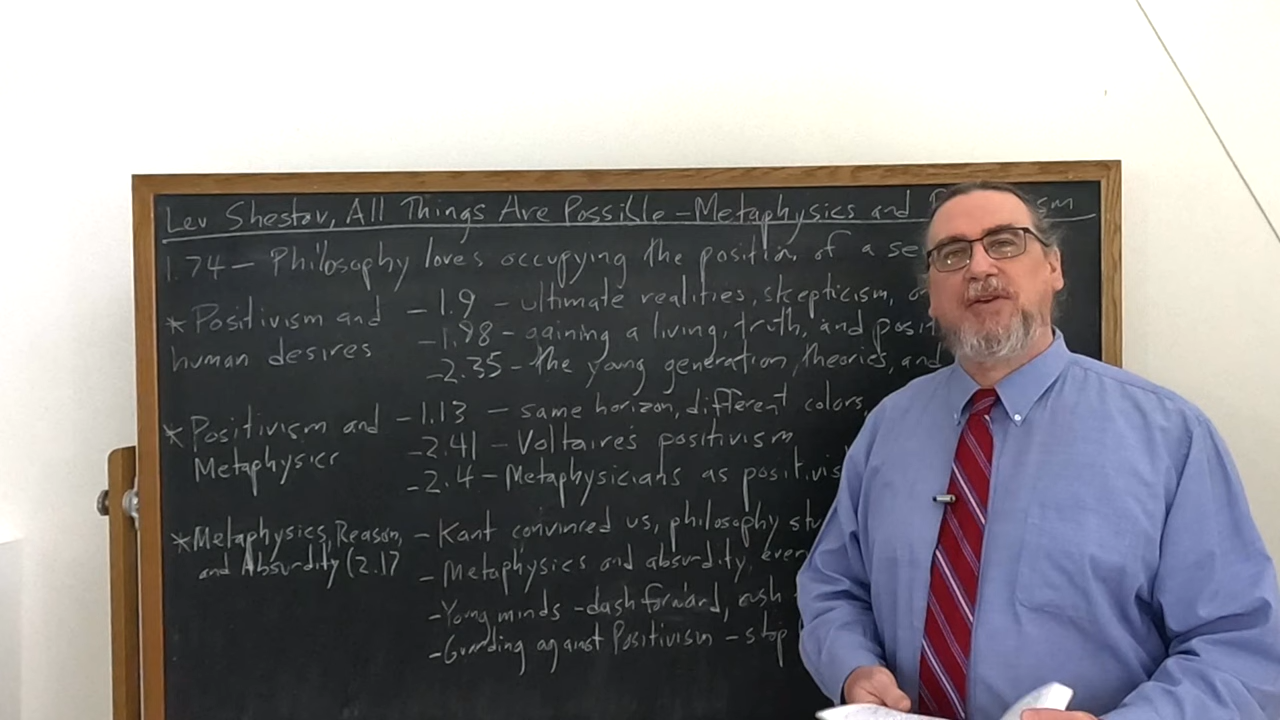 Lev Shestov, All Things Are Possible - Metaphysics and
1.74 - Philosophy loves occupying the position of a se
* Positivism and - 1.9 - ultimate realities, skepticism,
human desires - 1.88 - gaining a living, truth, and posit
- 2.35 - the young generation, theories, and
* Positivism and - 1.13 - same horizon, different colors,
Metaphysics - 2.41 - Voltaire's positivism
- 2.4 - Metaphysicians as positivis
* Metaphysics, Reason, - Kant convinced us, philosophy stu
and Absurdity (2.17 - Metaphysics and absurdity, every
- Young minds - dash forward, rush
- Guarding against Positivism - stop